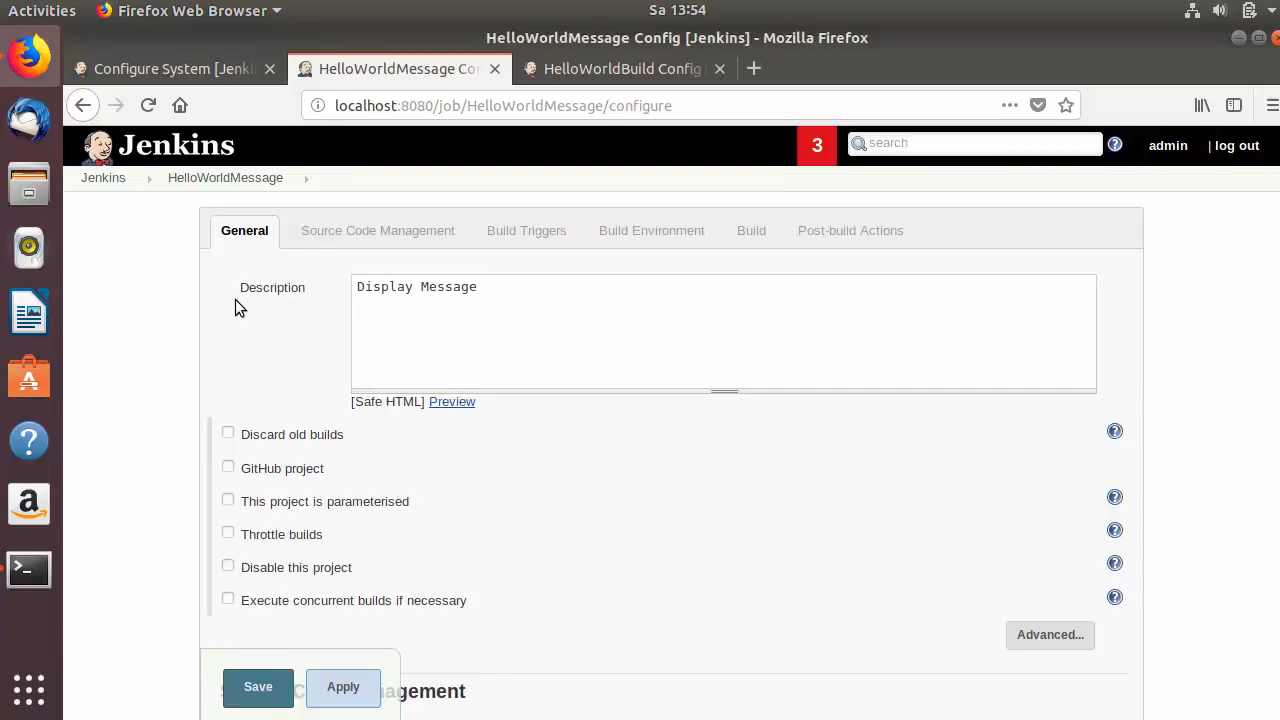 Activities Firefox Web Browser Sa 13:54
HelloWorldMessage Config [Jenkins] - Mozilla Firefox
Configure System [Jenki HelloWorldMessage Co HelloWorldBuild Config
localhost:8080/job/HelloWorldMessage/configure
Jenkins 3 search admin | log out
Jenkins HelloWorldMessage
General Source Code Management Build Triggers Build Environment Build Post-build Actions
Description Display Message
[Safe HTML] Preview
Discard old builds
GitHub project
This project is parameterised
Throttle builds
Disable this project
Execute concurrent builds if necessary
Advanced...
Save Apply agement